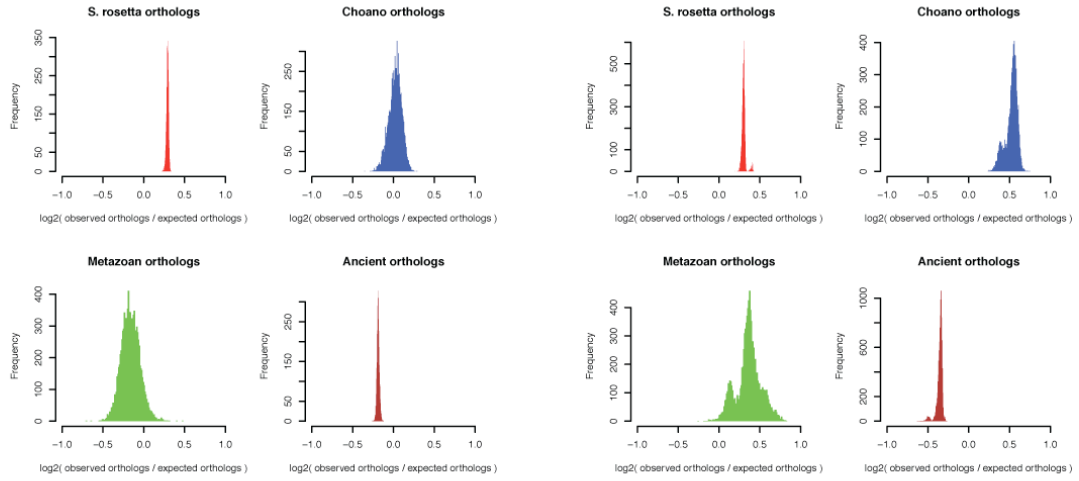 S. rosetta orthologs
Frequency
0 50 150 250 350
−1.0 −0.5 0.0 0.5 1.0
log2( observed orthologs / expected orthologs )
Choano orthologs
Frequency
0 50 150 250
−1.0 −0.5 0.0 0.5 1.0
log2( observed orthologs / expected orthologs )
S. rosetta orthologs
Frequency
0 100 300 500
−1.0 −0.5 0.0 0.5 1.0
log2( observed orthologs / expected orthologs )
Choano orthologs
Frequency
0 100 200 300 400
−1.0 −0.5 0.0 0.5 1.0
log2( observed orthologs / expected orthologs )
Metazoan orthologs
Frequency
0 100 200 300 400
−1.0 −0.5 0.0 0.5 1.0
log2( observed orthologs / expected orthologs )
Ancient orthologs
Frequency
0 50 150 250
−1.0 −0.5 0.0 0.5 1.0
log2( observed orthologs / expected orthologs )
Metazoan orthologs
Frequency
0 100 200 300 400
−1.0 −0.5 0.0 0.5 1.0
log2( observed orthologs / expected orthologs )
Ancient orthologs
Frequency
0 200 400 600 800 1000
−1.0 −0.5 0.0 0.5 1.0
log2( observed orthologs / expected orthologs )